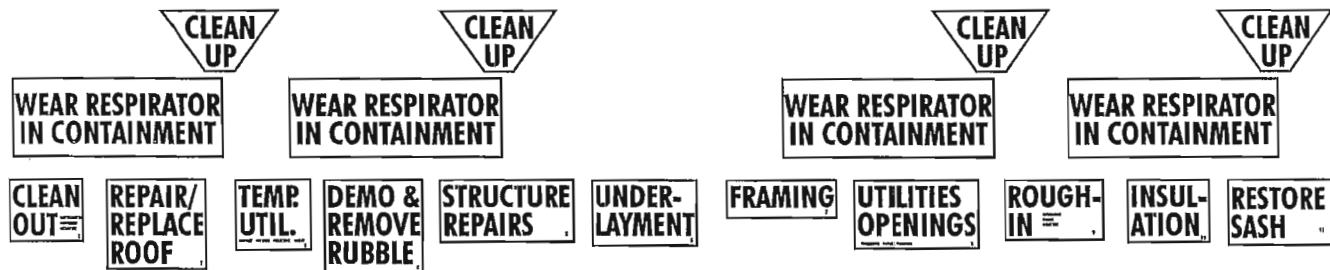 CLEAN
UP
CLEAN
UP
CLEAN
UP
CLEAN
UP
WEAR RESPIRATOR
IN CONTAINMENT
WEAR RESPIRATOR
IN CONTAINMENT
WEAR RESPIRATOR
IN CONTAINMENT
WEAR RESPIRATOR
IN CONTAINMENT
CLEAN
OUT
REPAIR/
REPLACE
ROOF
TEMP.
UTIL.
DEMO &
REMOVE
RUBBLE
STRUCTURE
REPAIRS
UNDER-
LAYMENT
FRAMING
UTILITIES
OPENINGS
ROUGH-
IN
INSUL-
ATION
RESTORE
SASH